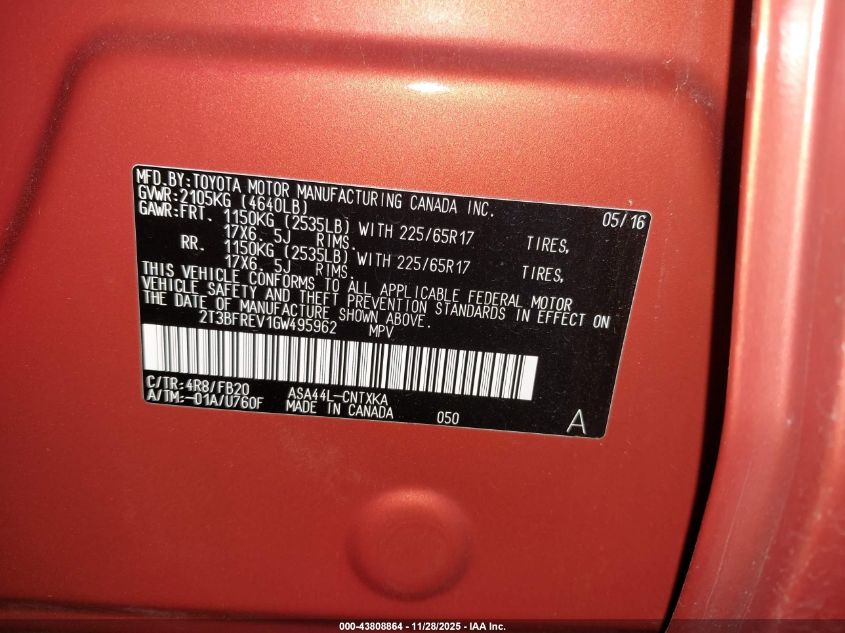 MFD.BY:TOYOTA MOTOR MANUFACTURING CANADA INC.
GVWR:2105KG (4640LB) 05/16
GAWR:FRT. 1150KG (2535LB) WITH 225/65R17 TIRES,
17X6. 5J RIMS.
RR. 1150KG (2535LB) WITH 225/65R17 TIRES,
17X6. 5J RIMS.
THIS VEHICLE CONFORMS TO ALL APPLICABLE FEDERAL MOTOR
VEHICLE SAFETY AND THEFT PREVENTION STANDARDS IN EFFECT ON
THE DATE OF MANUFACTURE SHOWN ABOVE.
2T3BFREV1GW495962 MPV
C/TR:4R8/FB20 ASA44L-CNTXKA
A/TM:-01A/U760F MADE IN CANADA 050 A
000-43808864 - 11/28/2025 - IAA Inc.